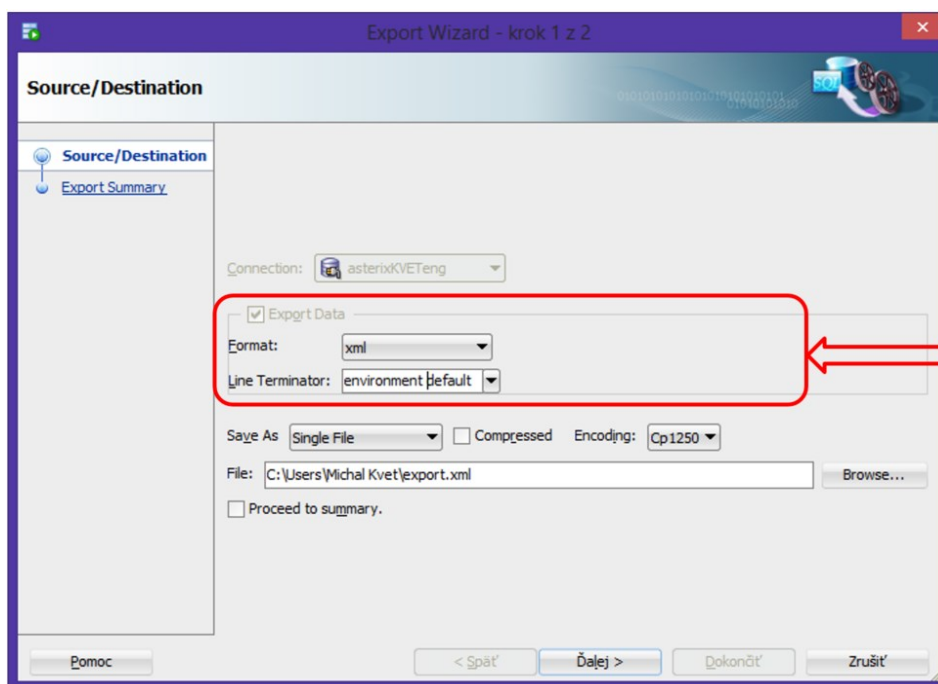 Export Wizard - krok 1 z 2
Source/Destination
SQL
Source/Destination
Export Summary
Connection: asterixKVETeng
Export Data
Format: xml
Line Terminator: environment default
Save As Single File Compressed Encoding: Cp1250
File: C:\Users\Michal Kvet\export.xml Browse...
Proceed to summary.
Pomoc < Späť Ďalej > Dokončiť Zrušiť